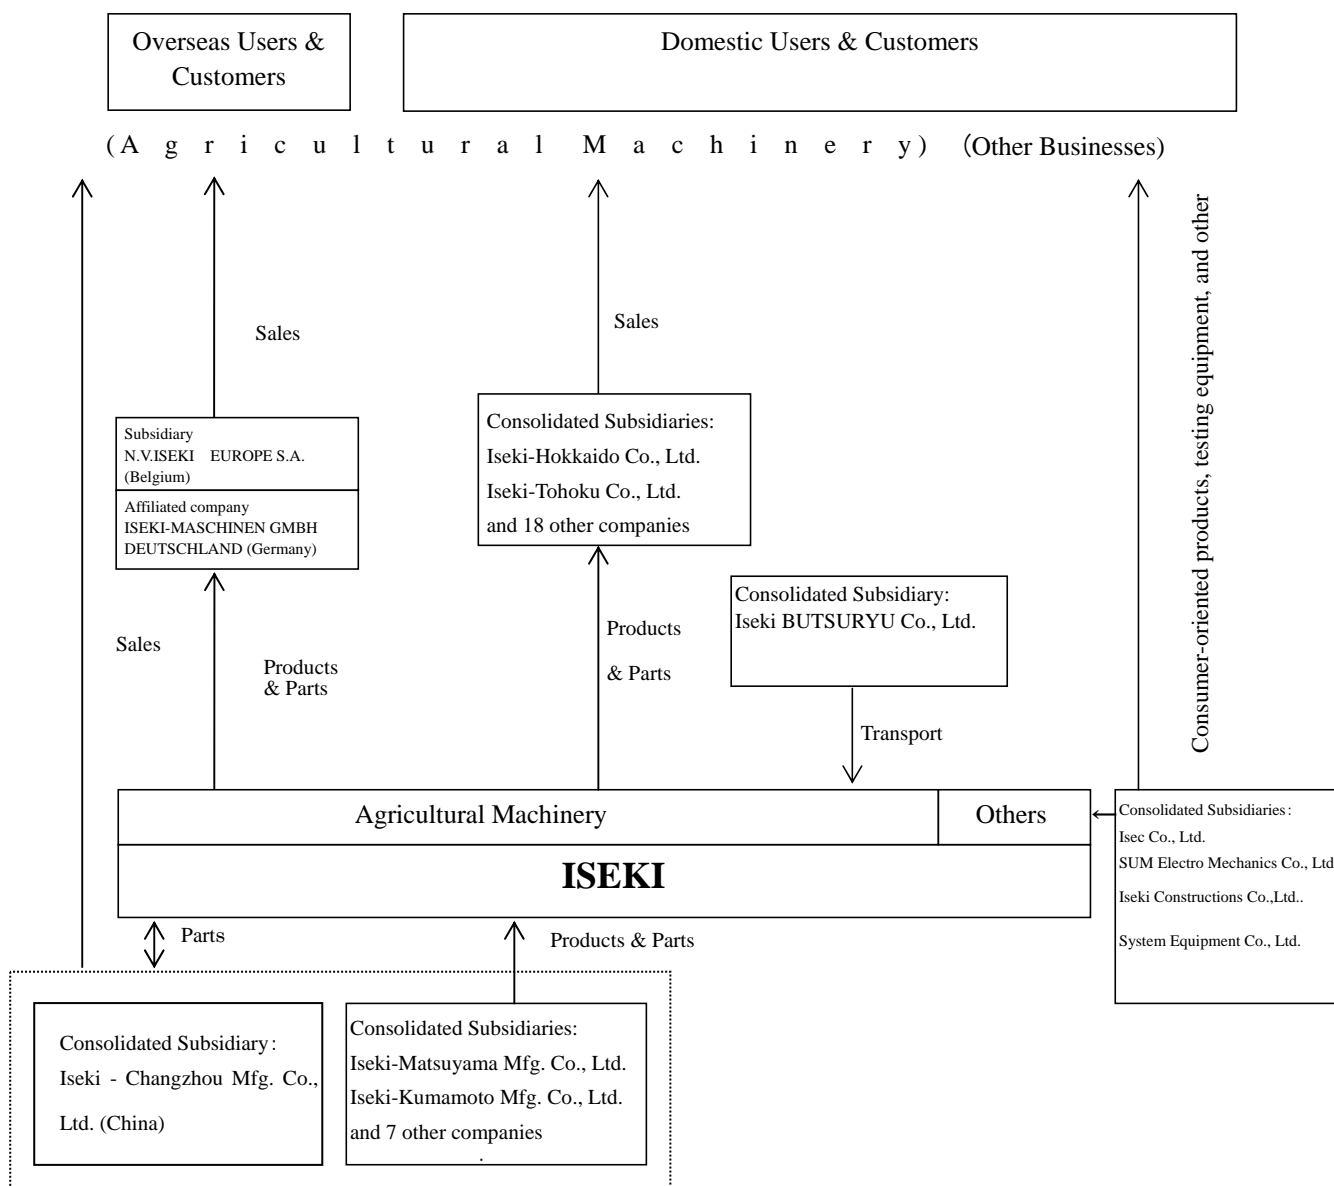 Overseas Users &
Customers
Domestic Users & Customers
(Agricultural Machinery) (Other Businesses)
Consumer-oriented products, testing equipment, and other
Sales
Sales
Subsidiary
N.V.ISEKI EUROPE S.A.
(Belgium)
Affiliated company
ISEKI-MASCHINEN GMBH
DEUTSCHLAND (Germany)
Consolidated Subsidiaries:
Iseki-Hokkaido Co., Ltd.
Iseki-Tohoku Co., Ltd.
and 18 other companies
Consolidated Subsidiary:
Iseki BUTSURYU Co., Ltd.
Sales
Products
& Parts
Products
& Parts
Transport
Agricultural Machinery
Others
ISEKI
Consolidated Subsidiaries:
Isec Co., Ltd.
SUM Electro Mechanics Co., Ltd
Iseki Constructions Co.,Ltd..
System Equipment Co., Ltd.
Parts
Products & Parts
Consolidated Subsidiary:
Iseki - Changzhou Mfg. Co.,
Ltd. (China)
Consolidated Subsidiaries:
Iseki-Matsuyama Mfg. Co., Ltd.
Iseki-Kumamoto Mfg. Co., Ltd.
and 7 other companies
.